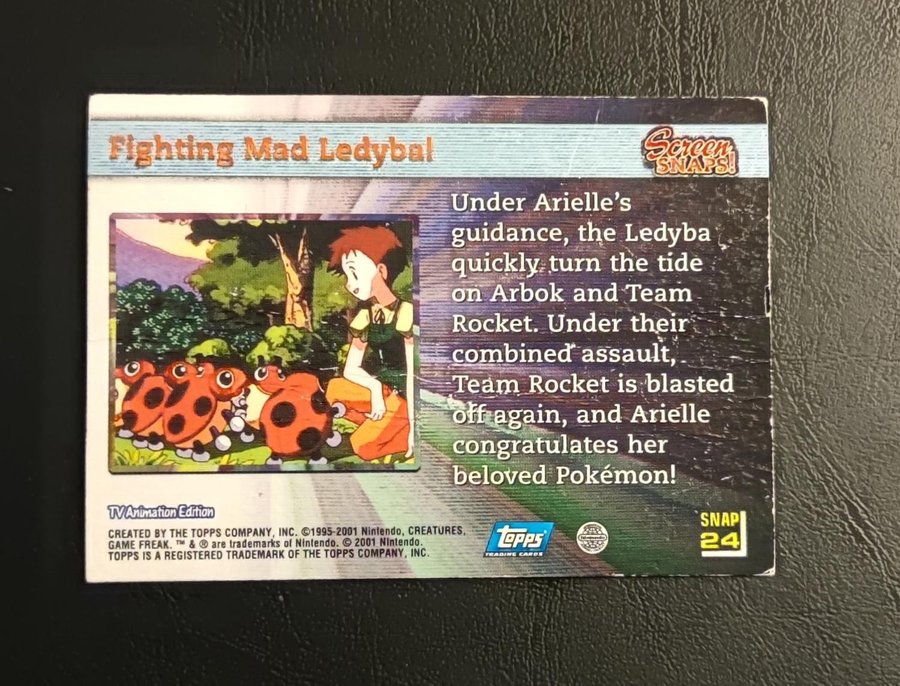 Fighting Mad Ledyba!
Screen
SNAPS!
Under Arielle's
guidance, the Ledyba
quickly turn the tide
on Arbok and Team
Rocket. Under their
combined assault,
Team Rocket is blasted
off again, and Arielle
congratulates her
beloved Pokémon!
TV Animation Edition
CREATED BY THE TOPPS COMPANY, INC. ©1995-2001 Nintendo, CREATURES,
GAME FREAK. ™ & ® are trademarks of Nintendo. © 2001 Nintendo.
TOPPS IS A REGISTERED TRADEMARK OF THE TOPPS COMPANY, INC.
Topps
TRADING CARDS
Nintendo
SNAP
24